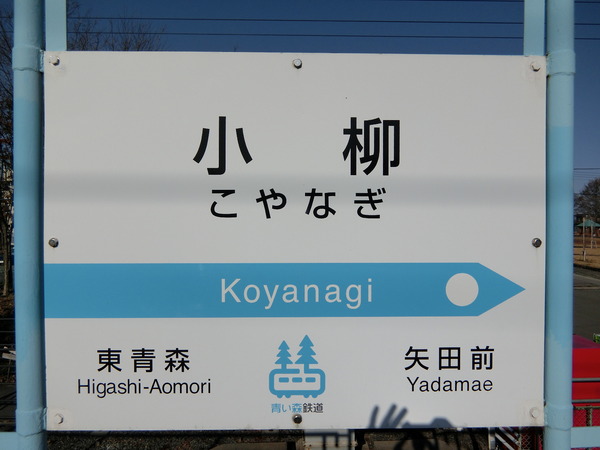 小 柳
こやなぎ
Koyanagi
東青森
Higashi-Aomori
矢田前
Yadamae
青い森鉄道